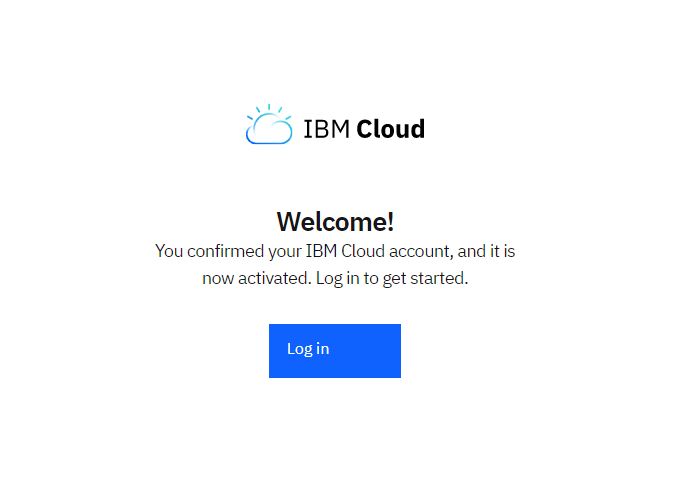 IBM Cloud
Welcome!
You confirmed your IBM Cloud account, and it is
now activated. Log in to get started.
Log in